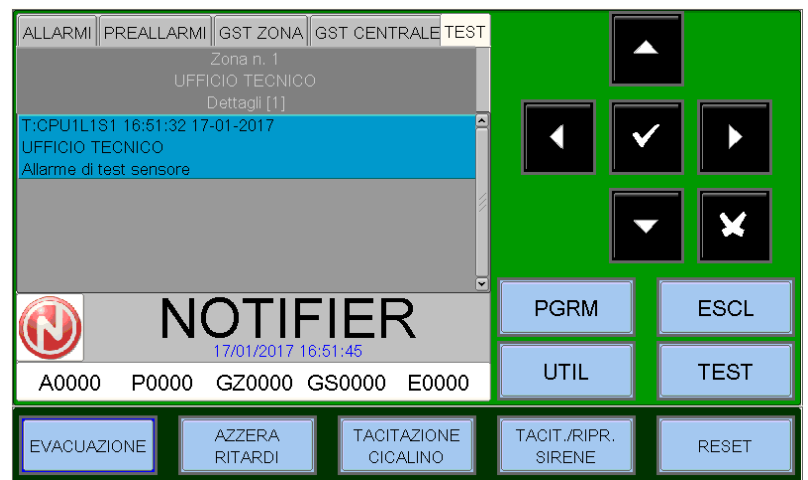 ALLARMI PREALLARMI GST ZONA GST CENTRALE TEST
Zona n. 1
UFFICIO TECNICO
Dettagli [1]
T:CPU1L1S1 16:51:32 17-01-2017
UFFICIO TECNICO
Allarme di test sensore
N
NOTIFIER
17/01/2017 16:51:45
A0000 P0000 GZ0000 GS0000 E0000
PGRM ESCL
UTIL TEST
EVACUAZIONE
AZZERA
RITARDI
TACITAZIONE
CICALINO
TACIT./RIPR.
SIRENE
RESET